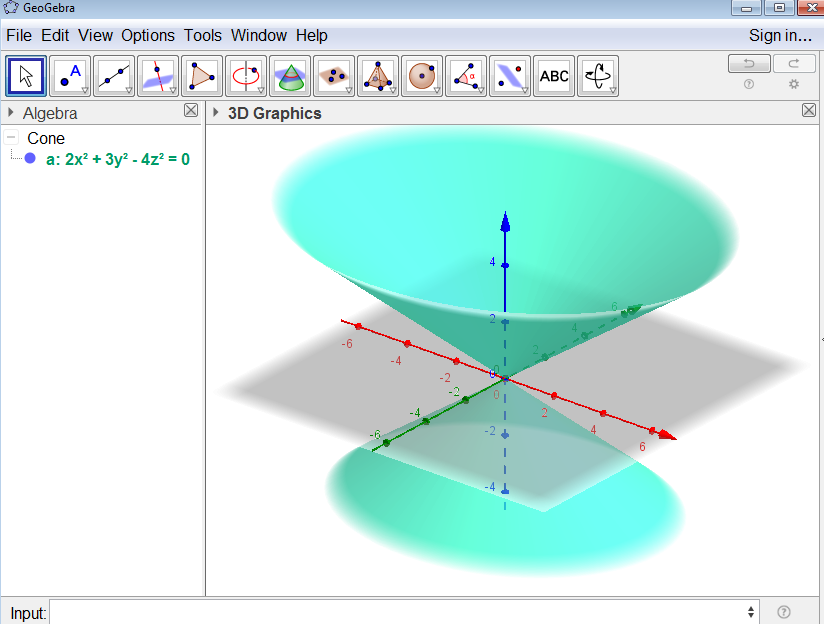 GeoGebra
File Edit View Options Tools Window Help Sign in...
A α ABC
Algebra
3D Graphics
Cone
a: 2x² + 3y² - 4z² = 0
4
6
2
-6
4
-4
2
-2
0
0
-2
0
-4
2
-2
-6
4
6
-4
Input: